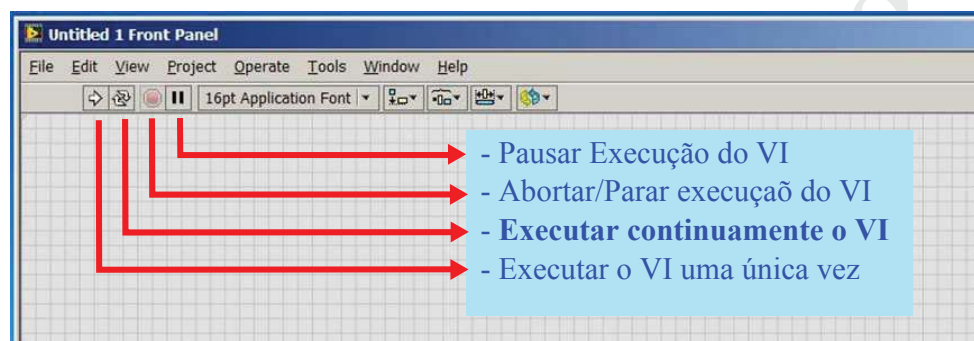 Untitled 1 Front Panel
File Edit View Project Operate Tools Window Help
16pt Application Font
- Pausar Execução do VI
- Abortar/Parar execuçaõ do VI
- Executar continuamente o VI
- Executar o VI uma única vez